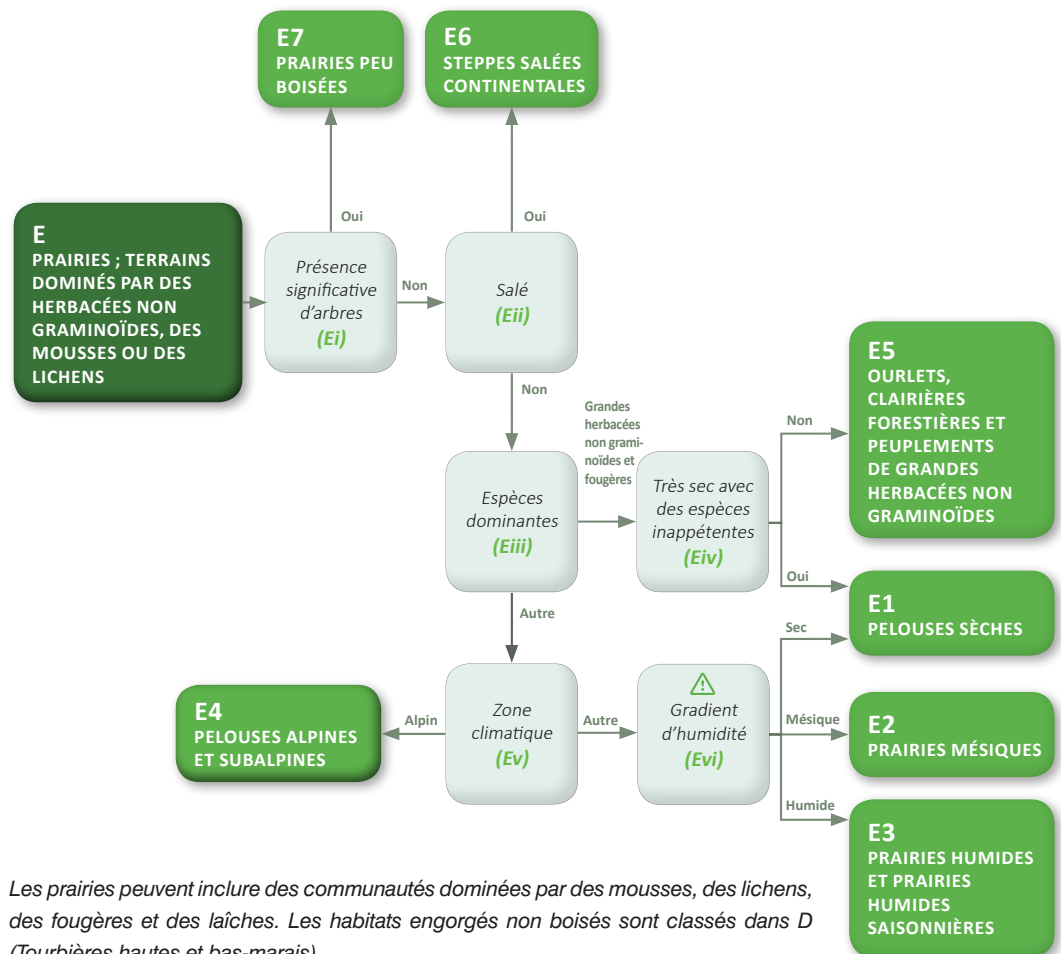 E7
PRAIRIES PEU
BOISÉES
E6
STEPPES SALÉES
CONTINENTALES
Oui
Oui
E
PRAIRIES ; TERRAINS
DOMINÉS PAR DES
HERBACÉES NON
GRAMINOÏDES, DES
MOUSSES OU DES
LICHENS
Présence
significative
d'arbres
(Ei)
Non
Salé
(Eii)
Non
Grandes
herbacées
non grami-
noïdes et
fougères
Espèces
dominantes
(Eiii)
Très sec avec
des espèces
inappétentes
(Eiv)
Non
E5
OURLETS,
CLAIRIÈRES
FORESTIÈRES ET
PEUPLEMENTS
DE GRANDES
HERBACÉES NON
GRAMINOÏDES
Oui
E1
PELOUSES SÈCHES
Autre
Sec
E4
PELOUSES ALPINES
ET SUBALPINES
Alpin
Zone
climatique
(Ev)
Autre
Gradient
d'humidité
(Evi)
Mésique
E2
PRAIRIES MÉSIQUES
Humide
E3
PRAIRIES HUMIDES
ET PRAIRIES
HUMIDES
SAISONNIÈRES
Les prairies peuvent inclure des communautés dominées par des mousses, des lichens,
des fougères et des laîches. Les habitats engorgés non boisés sont classés dans D
(Tourbières hautes et bas-marais)